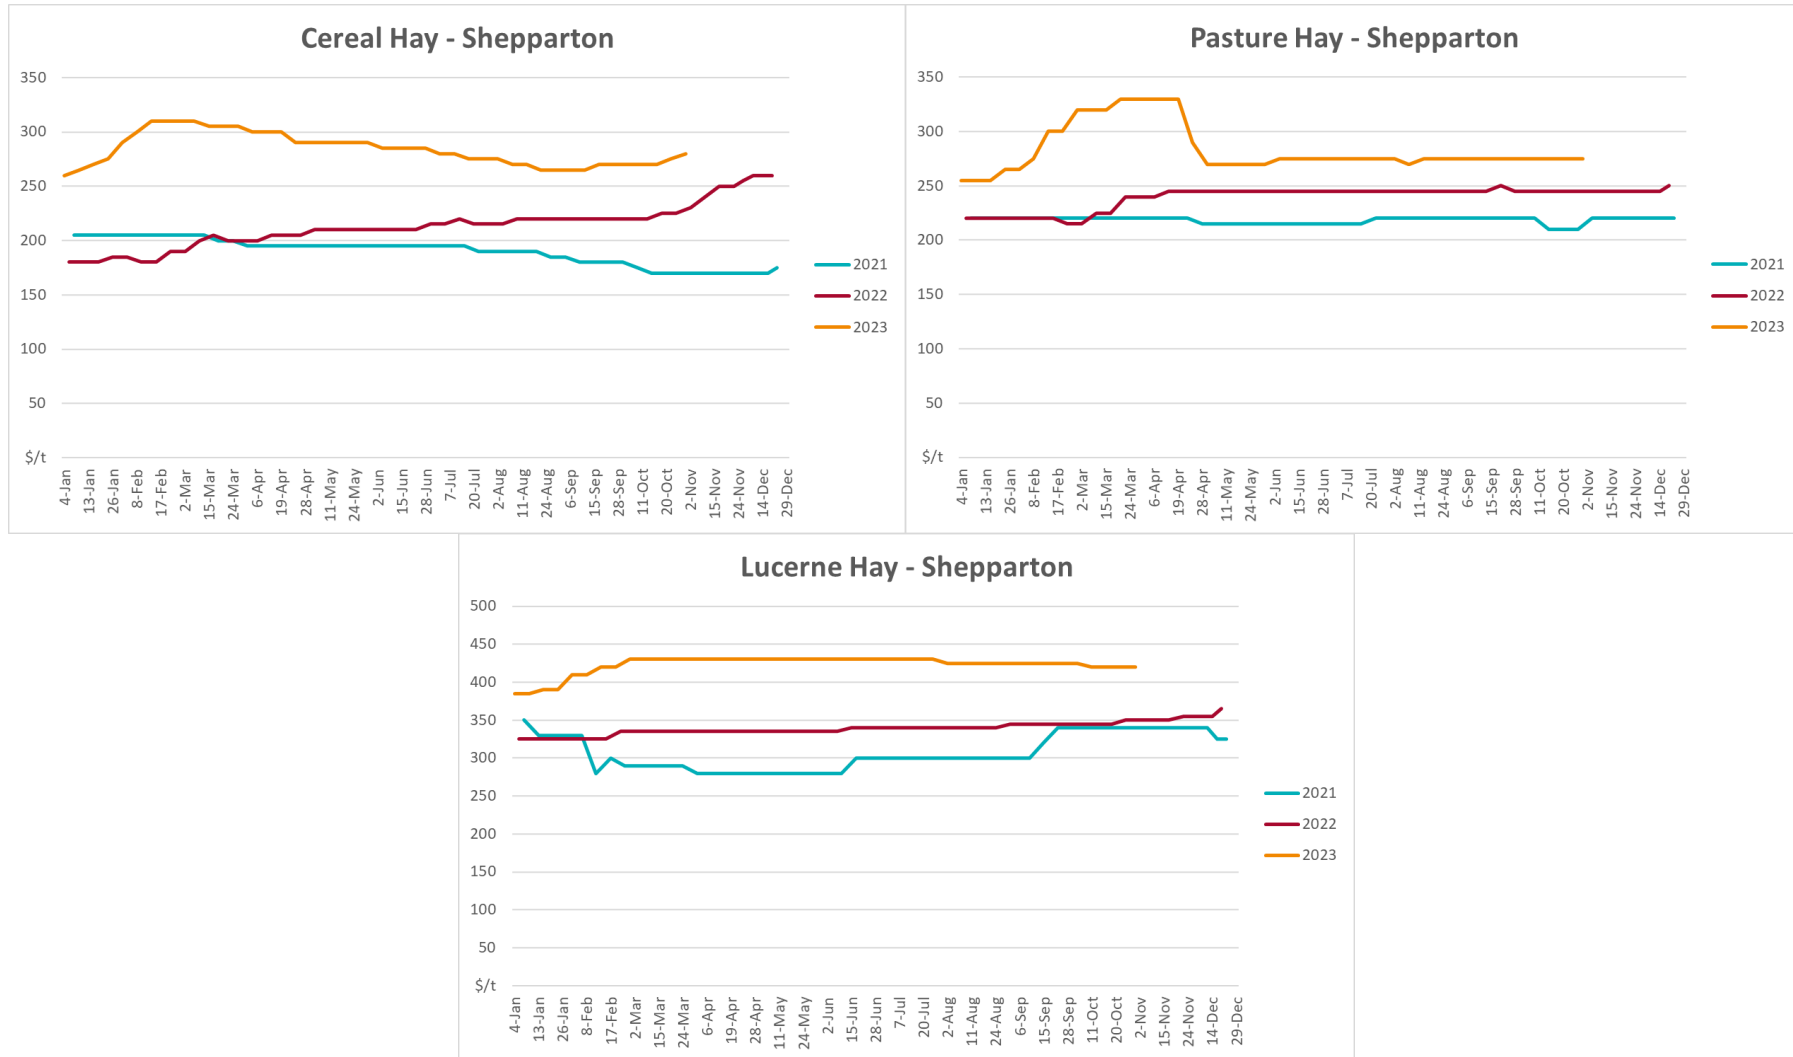 Cereal Hay - Shepparton
350
300
250
200
150
100
50
$/t
4-Jan
13-Jan
26-Jan
8-Feb
17-Feb
2-Mar
15-Mar
24-Mar
6-Apr
19-Apr
28-Apr
11-May
24-May
2-Jun
15-Jun
28-Jun
7-Jul
20-Jul
2-Aug
11-Aug
24-Aug
6-Sep
15-Sep
28-Sep
11-Oct
20-Oct
2-Nov
15-Nov
24-Nov
14-Dec
29-Dec
2021
2022
2023
Pasture Hay - Shepparton
350
300
250
200
150
100
50
$/t
4-Jan
13-Jan
26-Jan
8-Feb
17-Feb
2-Mar
15-Mar
24-Mar
6-Apr
19-Apr
28-Apr
11-May
24-May
2-Jun
15-Jun
28-Jun
7-Jul
20-Jul
2-Aug
11-Aug
24-Aug
6-Sep
15-Sep
28-Sep
11-Oct
20-Oct
2-Nov
15-Nov
24-Nov
14-Dec
29-Dec
2021
2022
2023
Lucerne Hay - Shepparton
500
450
400
350
300
250
200
150
100
50
$/t
4-Jan
13-Jan
26-Jan
8-Feb
17-Feb
2-Mar
15-Mar
24-Mar
6-Apr
19-Apr
28-Apr
11-May
24-May
2-Jun
15-Jun
28-Jun
7-Jul
20-Jul
2-Aug
11-Aug
24-Aug
6-Sep
15-Sep
28-Sep
11-Oct
20-Oct
2-Nov
15-Nov
24-Nov
14-Dec
29-Dec
2021
2022
2023